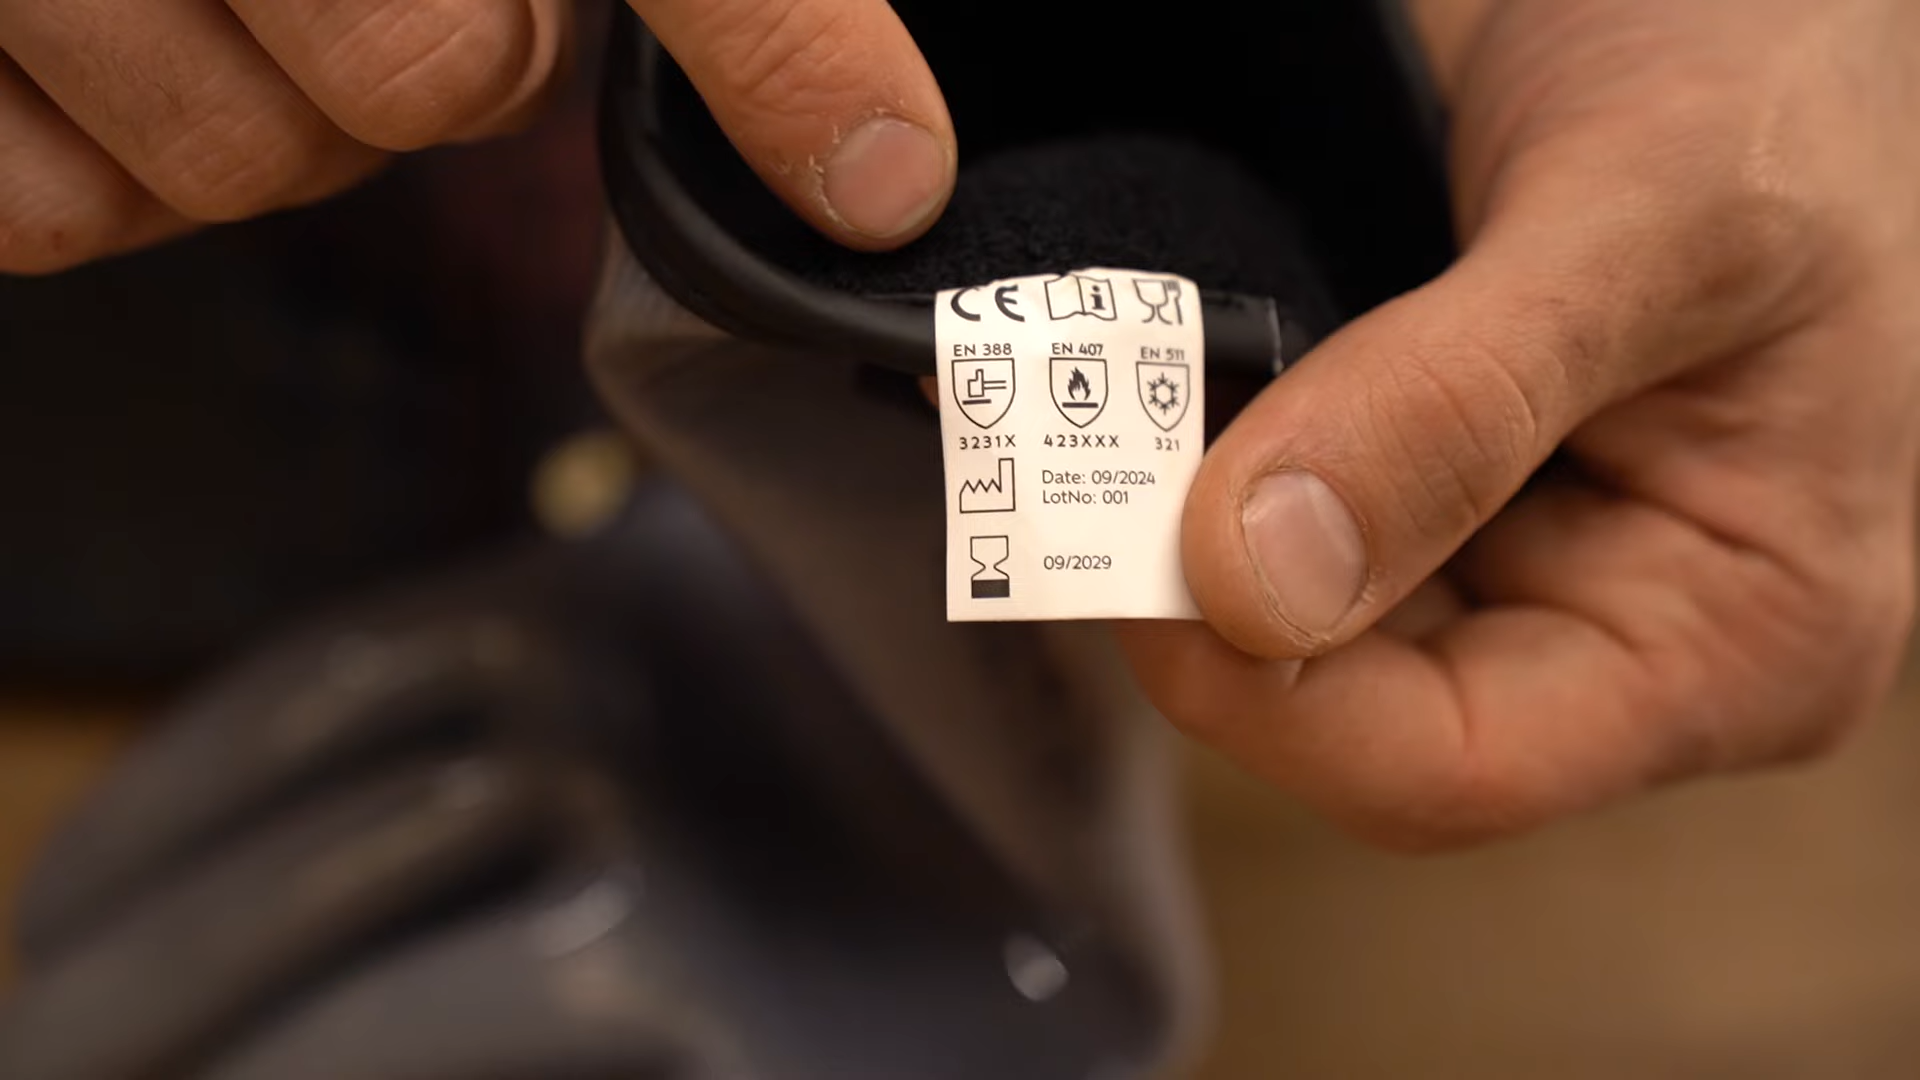 CE i
EN 388 EN 407 EN 511
3231X 423XXX 321
Date: 09/2024
LotNo: 001
09/2029